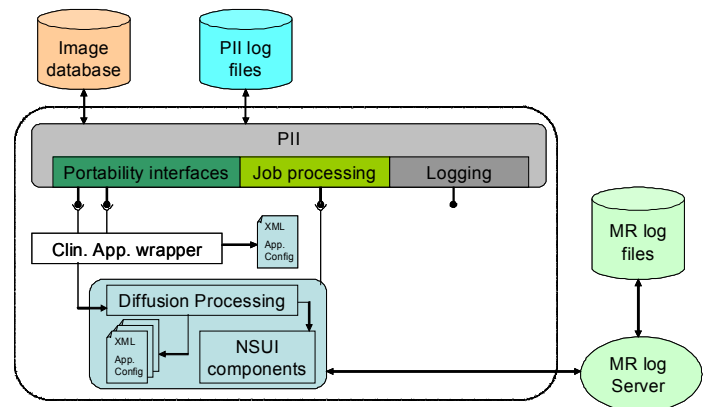 Image
database
PII log
files
PII
Portability interfaces
Job processing
Logging
Clin. App. wrapper
XML
App.
Config
MR log
files
Diffusion Processing
XML
App.
Config
NSUI
components
MR log
Server